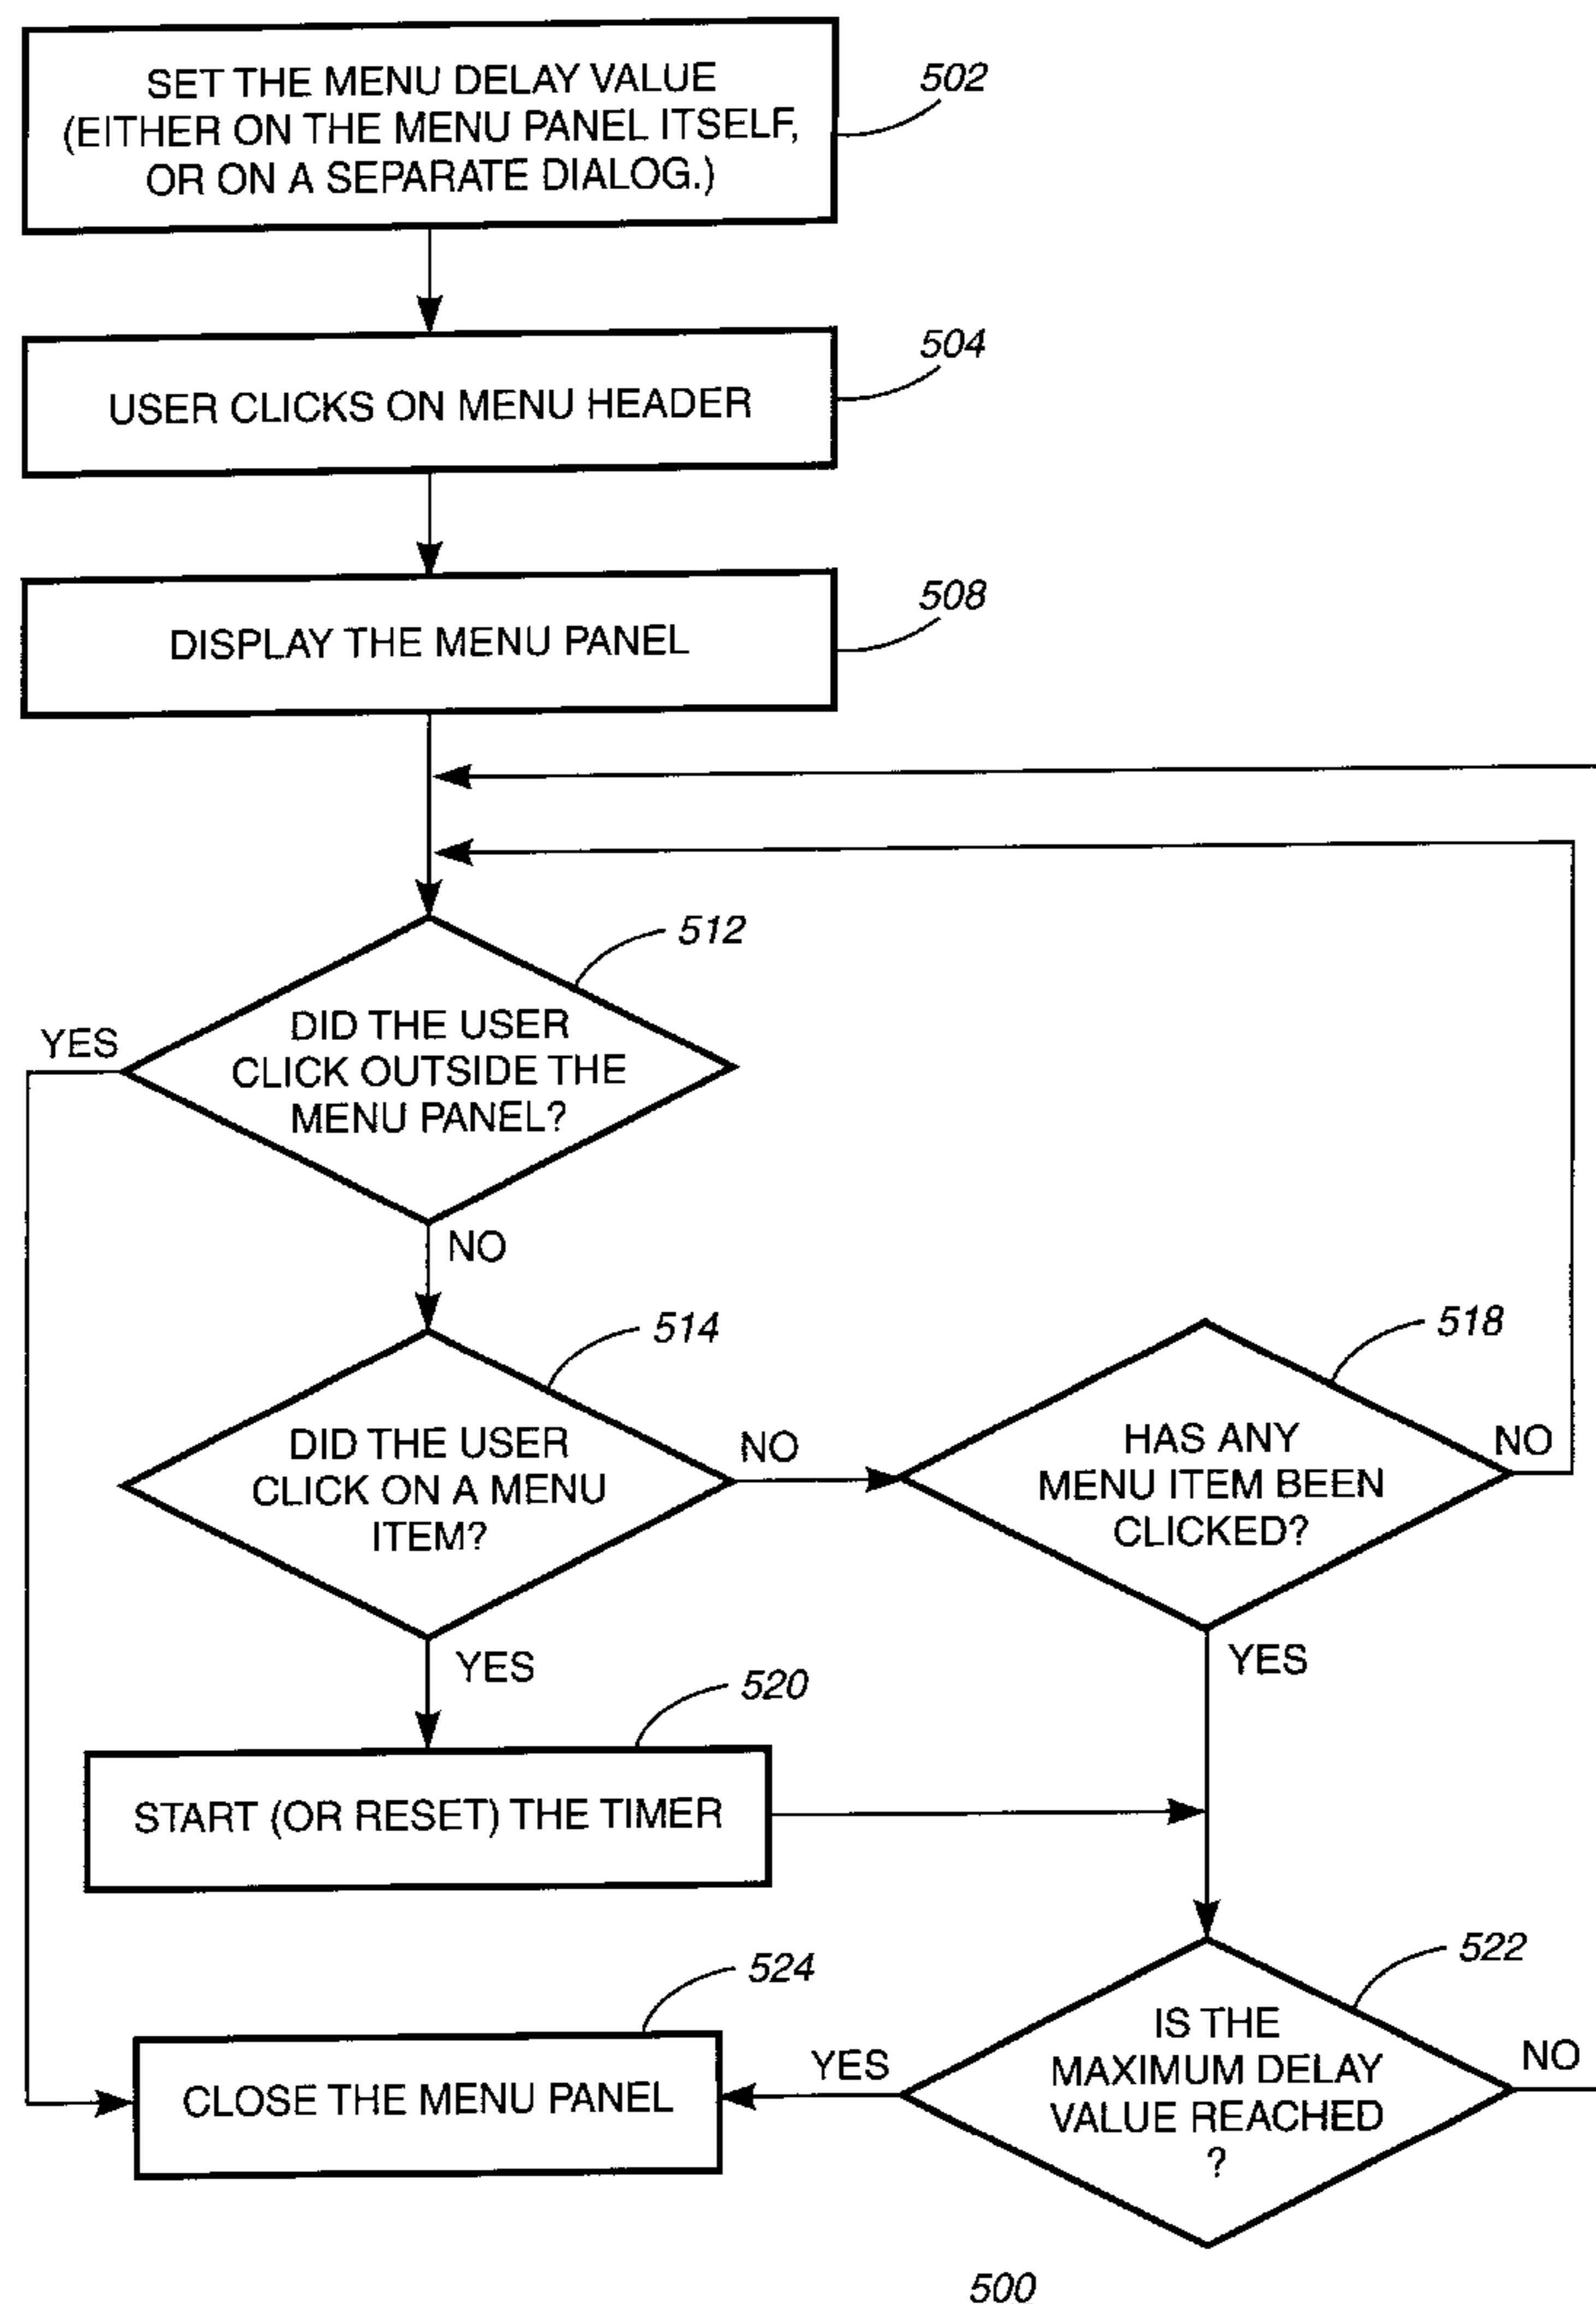 SET THE MENU DELAY VALUE
(EITHER ON THE MENU PANEL ITSELF,
OR ON A SEPARATE DIALOG.)
502
USER CLICKS ON MENU HEADER
504
DISPLAY THE MENU PANEL
508
512
YES
DID THE USER
CLICK OUTSIDE THE
MENU PANEL?
NO
514
DID THE USER
CLICK ON A MENU
ITEM?
NO
518
HAS ANY
MENU ITEM BEEN
CLICKED?
NO
YES
YES
520
START (OR RESET) THE TIMER
522
IS THE
MAXIMUM DELAY
VALUE REACHED
?
NO
YES
524
CLOSE THE MENU PANEL
500